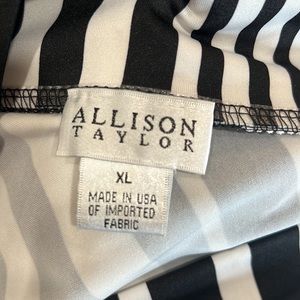 ALLISON
TAYLOR
XL
MADE IN USA
OF IMPORTED
FABRIC